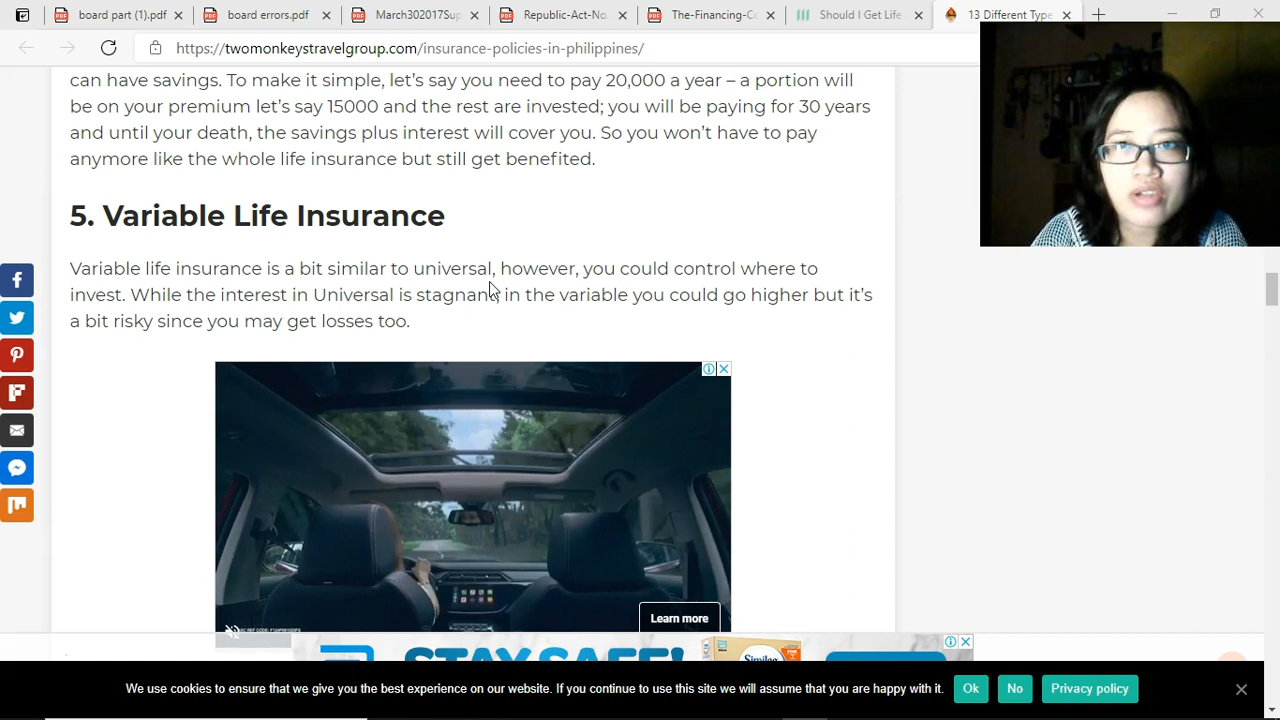 board part (1).pdf
board errors.pdf
March302017Sup
Republic-Act-No.
The-Financing-C
Should I Get Life
13 Different Type
https://twomonkeystravelgroup.com/insurance-policies-in-philippines/
can have savings. To make it simple, let's say you need to pay 20,000 a year – a portion will
be on your premium let's say 15000 and the rest are invested; you will be paying for 30 years
and until your death, the savings plus interest will cover you. So you won't have to pay
anymore like the whole life insurance but still get benefited.
5. Variable Life Insurance
Variable life insurance is a bit similar to universal, however, you could control where to
invest. While the interest in Universal is stagnant in the variable you could go higher but it's
a bit risky since you may get losses too.
Learn more
STAY SAFE!
Similac
We use cookies to ensure that we give you the best experience on our website. If you continue to use this site we will assume that you are happy with it.
Ok
No
Privacy policy